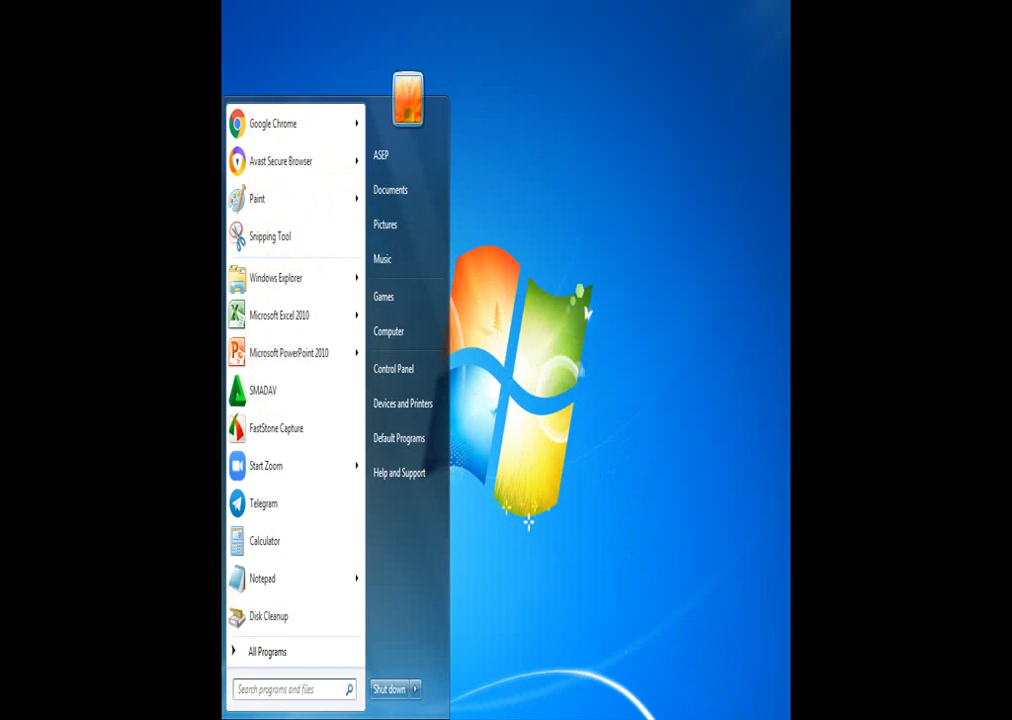 Google Chrome
Avast Secure Browser
Paint
Snipping Tool
Windows Explorer
Microsoft Excel 2010
Microsoft PowerPoint 2010
SMADAV
FastStone Capture
Start Zoom
Telegram
Calculator
Notepad
Disk Cleanup
All Programs
Search programs and files
ASEP
Documents
Pictures
Music
Games
Computer
Control Panel
Devices and Printers
Default Programs
Help and Support
Shut down